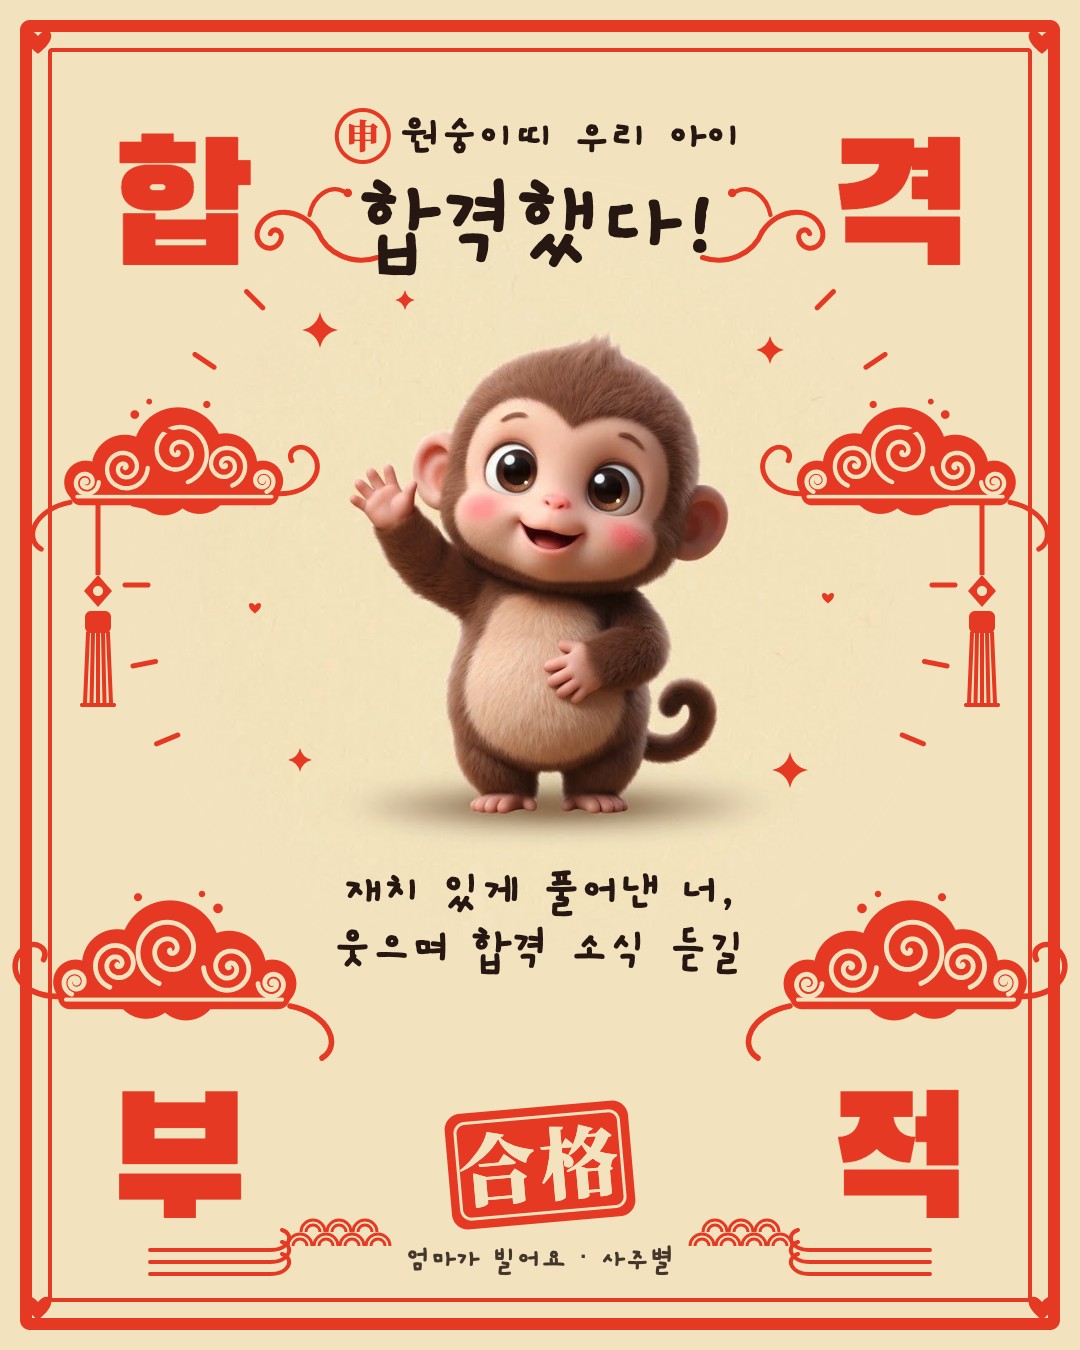 합 격
申 원숭이띠 우리 아이
합격했다!
재치 있게 풀어낸 너,
웃으며 합격 소식 듣길
부 적
合格
엄마가 빌어요 · 사주별